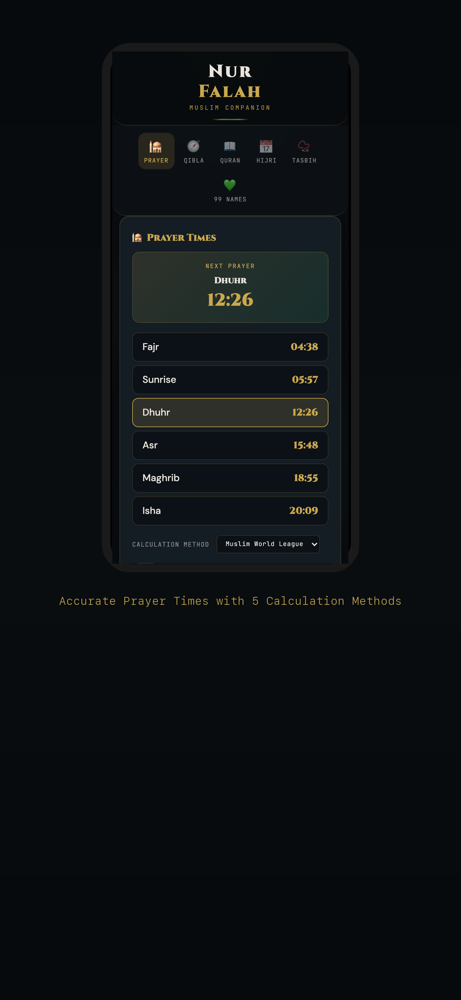 Nur
Falah
MUSLIM COMPANION
PRAYER
QIBLA
QURAN
JUL
17
HIJRI
TASBIH
99 NAMES
Prayer Times
NEXT PRAYER
Dhuhr
12:26
Fajr 04:38
Sunrise 05:57
Dhuhr 12:26
Asr 15:48
Maghrib 18:55
Isha 20:09
CALCULATION METHOD Muslim World League
Accurate Prayer Times with 5 Calculation Methods